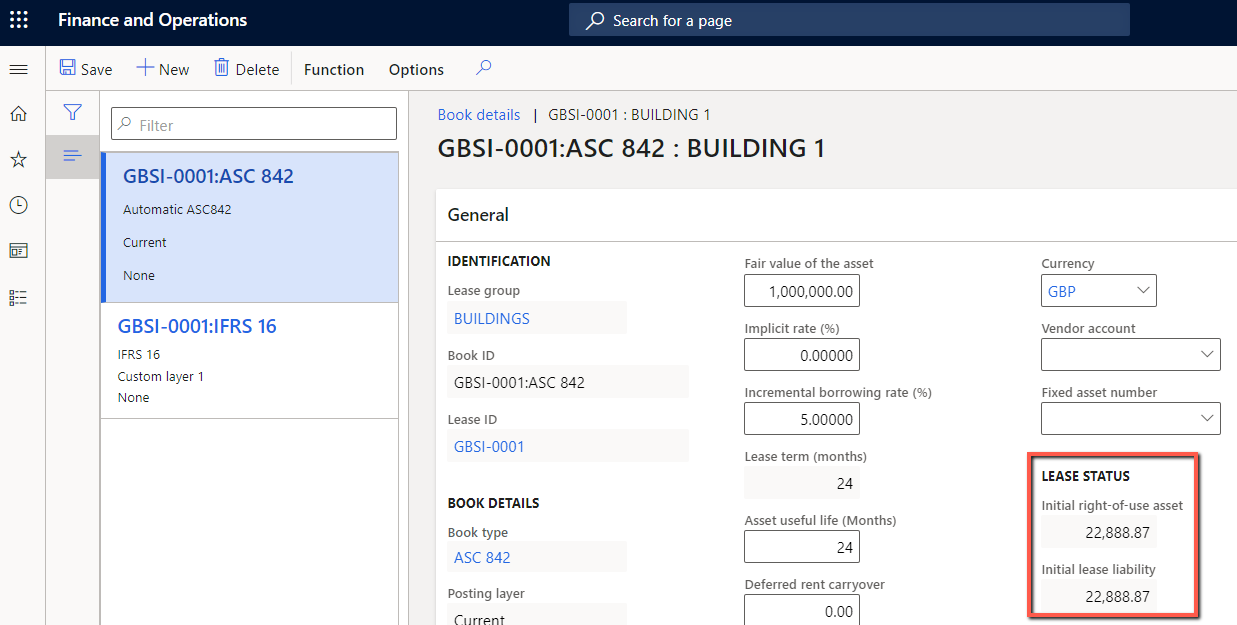 Finance and Operations
Search for a page
Save
New
Delete
Function
Options
Filter
GBSI-0001:ASC 842
Automatic ASC842
Current
None
GBSI-0001:IFRS 16
IFRS 16
Custom layer 1
None
Book details | GBSI-0001 : BUILDING 1
GBSI-0001:ASC 842 : BUILDING 1
General
IDENTIFICATION
Lease group
BUILDINGS
Book ID
GBSI-0001:ASC 842
Lease ID
GBSI-0001
BOOK DETAILS
Book type
ASC 842
Posting layer
Current
Fair value of the asset
1,000,000.00
Implicit rate (%)
0.00000
Incremental borrowing rate (%)
5.00000
Lease term (months)
24
Asset useful life (Months)
24
Deferred rent carryover
0.00
Currency
GBP
Vendor account
Fixed asset number
LEASE STATUS
Initial right-of-use asset
22,888.87
Initial lease liability
22,888.87